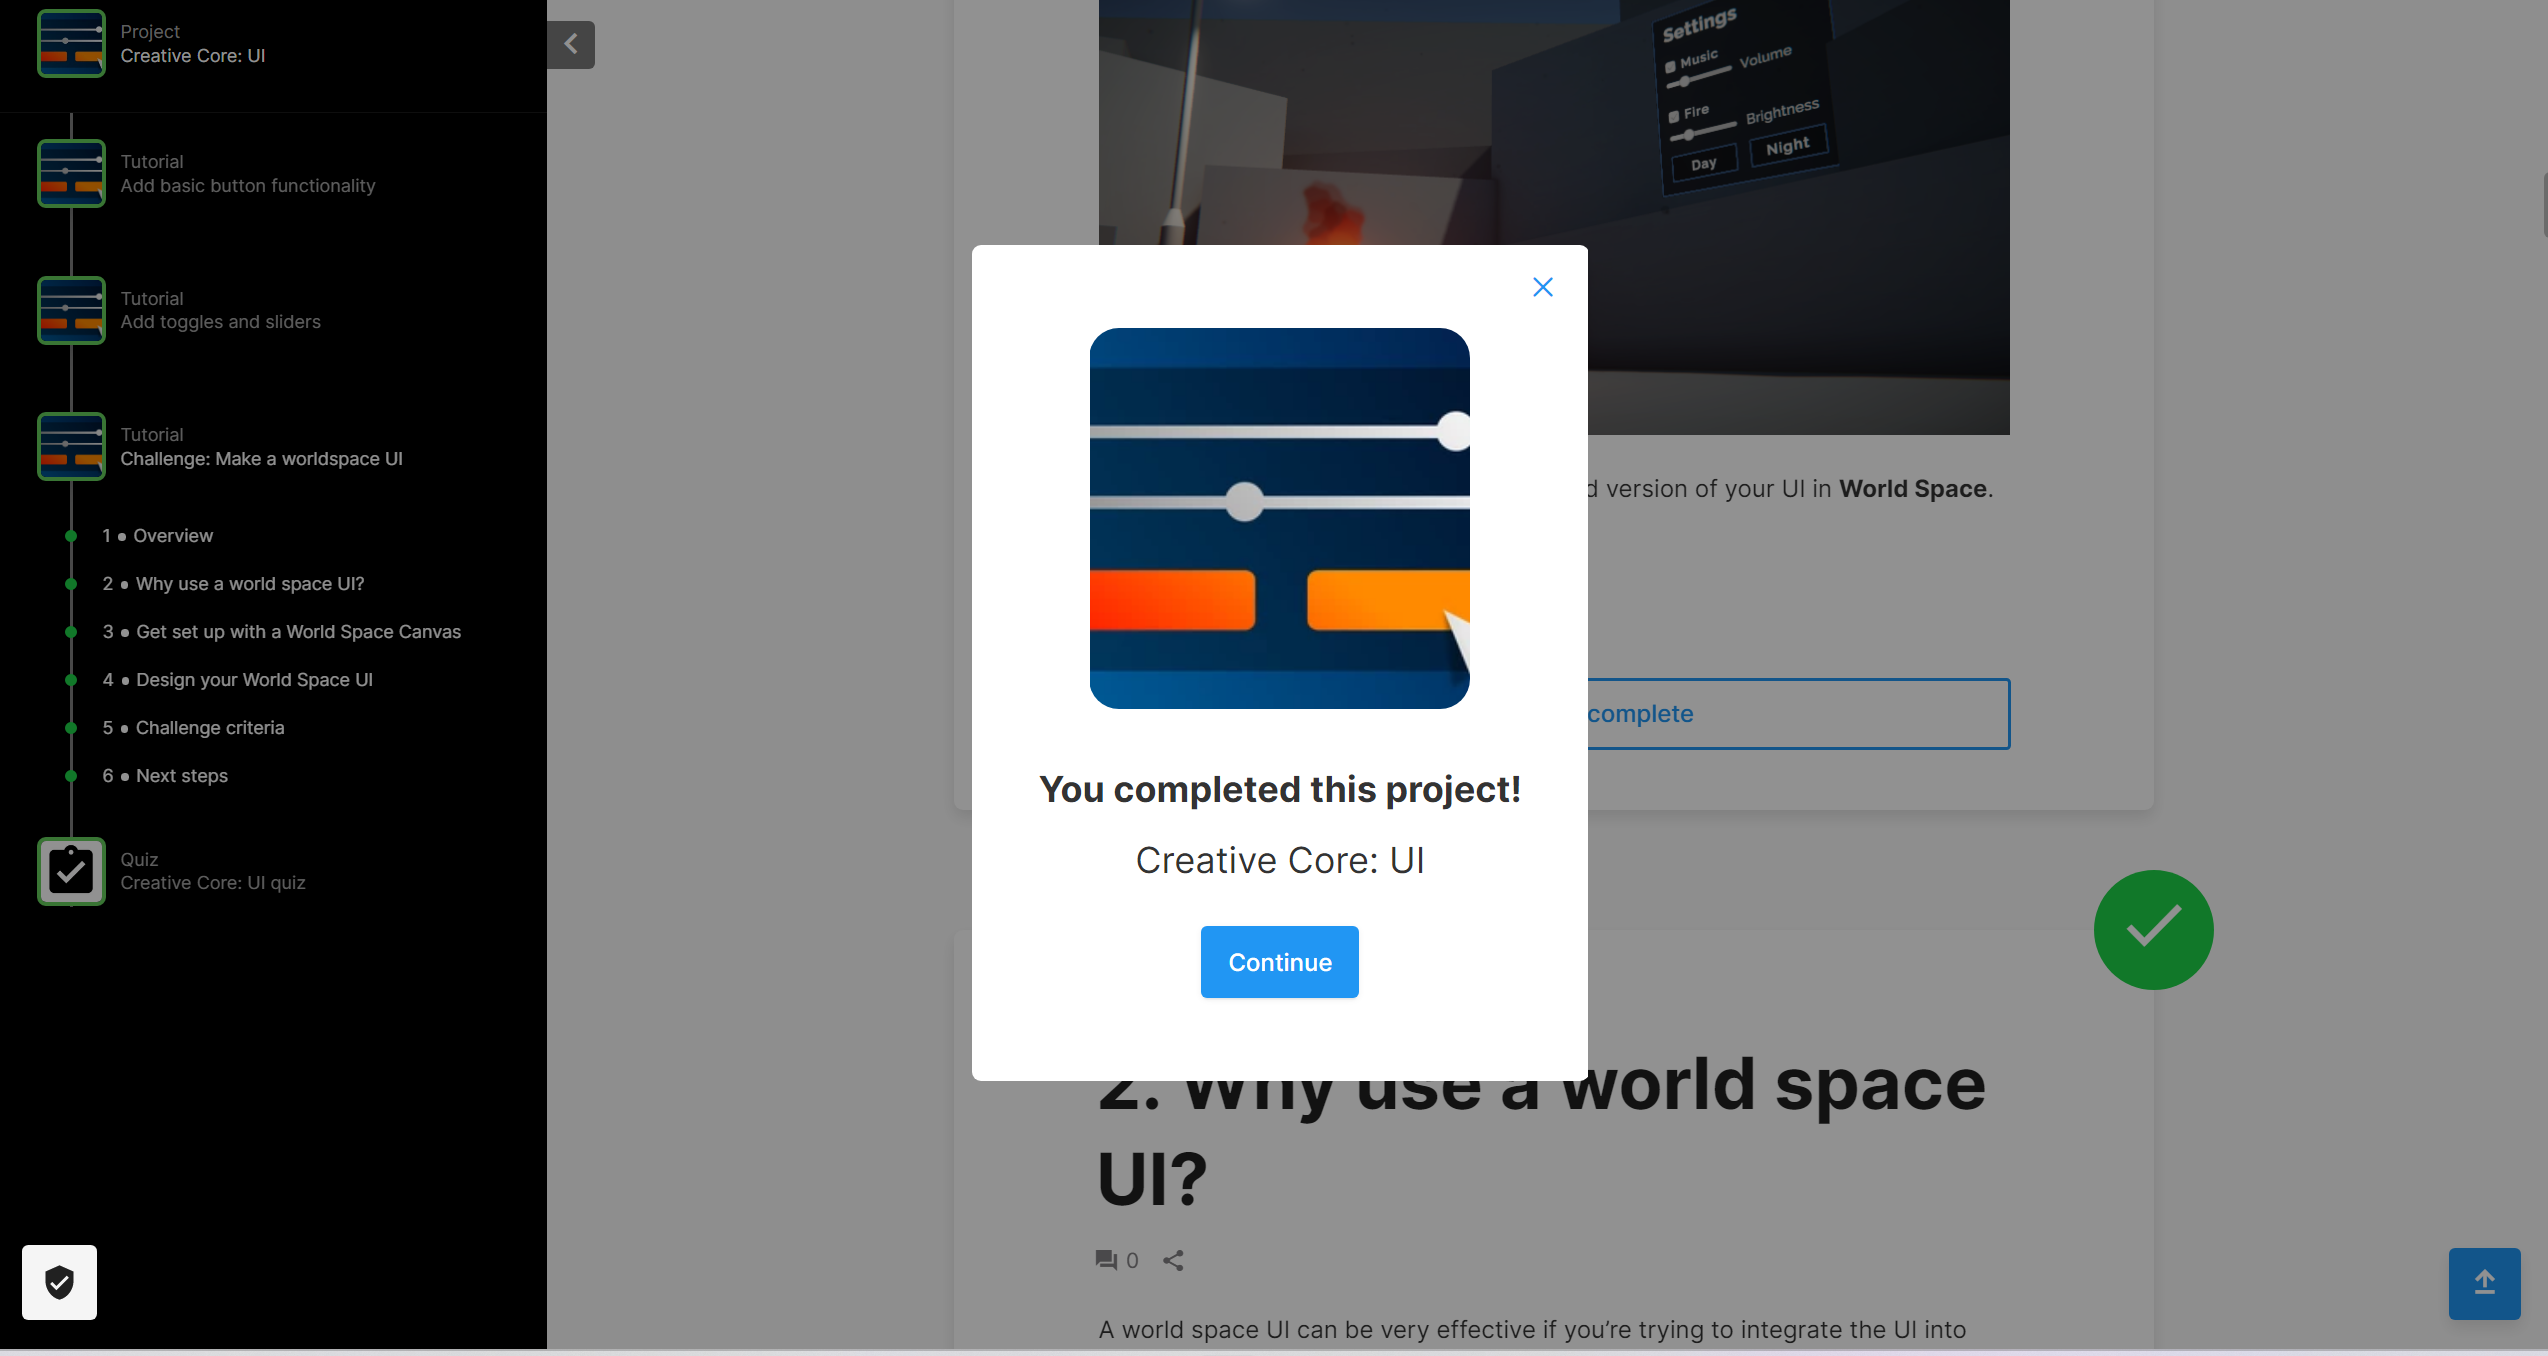 Project
Creative Core: UI
Tutorial
Add basic button functionality
Tutorial
Add toggles and sliders
Tutorial
Challenge: Make a worldspace UI
1 • Overview
2 • Why use a world space UI?
3 • Get set up with a World Space Canvas
4 • Design your World Space UI
5 • Challenge criteria
6 • Next steps
Quiz
Creative Core: UI quiz
Settings
Music
Volume
Fire
Brightness
Day
Night
version of your UI in World Space.
complete
You completed this project!
Creative Core: UI
Continue
2. Why use a world space
UI?
0
A world space UI can be very effective if you’re trying to integrate the UI into